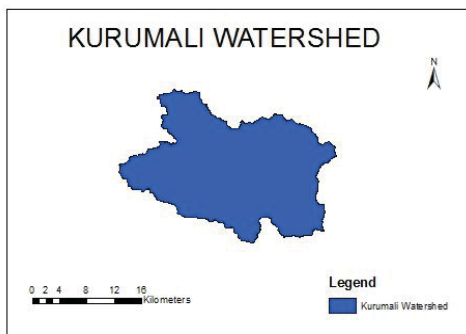 KURUMALI WATERSHED
N
0 2 4 8 12 16
Kilometers
Legend
Kurumali Watershed